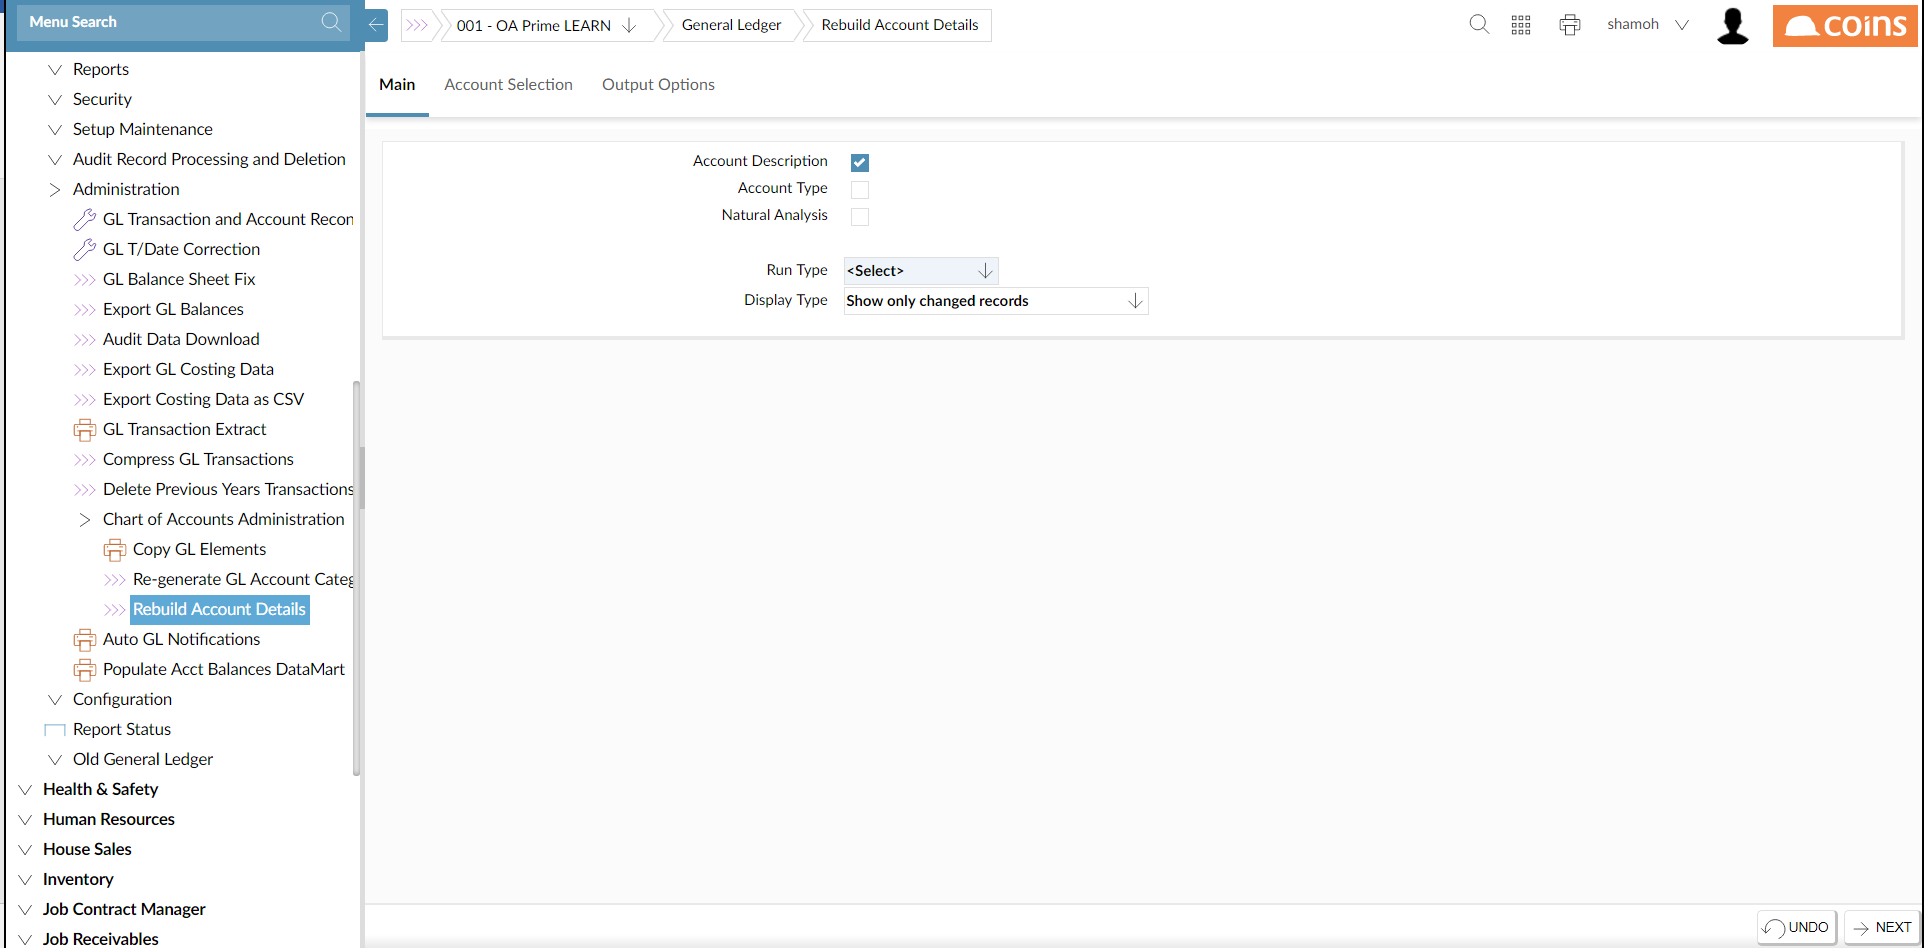 Menu Search
001 - OA Prime LEARN
General Ledger
Rebuild Account Details
shamoh
coins
Reports
Security
Setup Maintenance
Audit Record Processing and Deletion
Administration
GL Transaction and Account Recon
GL T/Date Correction
GL Balance Sheet Fix
Export GL Balances
Audit Data Download
Export GL Costing Data
Export Costing Data as CSV
GL Transaction Extract
Compress GL Transactions
Delete Previous Years Transactions
Chart of Accounts Administration
Copy GL Elements
Re-generate GL Account Categ
Rebuild Account Details
Auto GL Notifications
Populate Acct Balances DataMart
Configuration
Report Status
Old General Ledger
Health & Safety
Human Resources
House Sales
Inventory
Job Contract Manager
Job Receivables
Main
Account Selection
Output Options
Account Description
Account Type
Natural Analysis
Run Type <Select>
Display Type Show only changed records
UNDO
NEXT